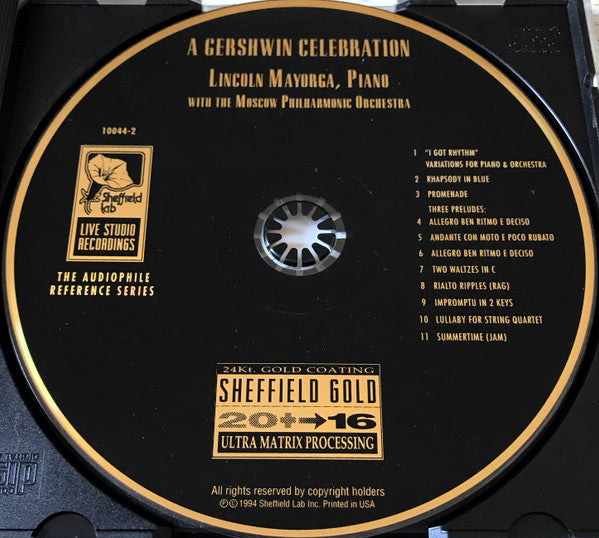 A GERSHWIN CELEBRATION
LINCOLN MAYORGA, PIANO
WITH THE MOSCOW PHILHARMONIC ORCHESTRA
10044-2
Sheffield
Lab
LIVE STUDIO
RECORDINGS
THE AUDIOPHILE
REFERENCE SERIES
1 "I GOT RHYTHM"
VARIATIONS FOR PIANO & ORCHESTRA
2 RHAPSODY IN BLUE
3 PROMENADE
THREE PRELUDES:
4 ALLEGRO BEN RITMO E DECISO
5 ANDANTE CON MOTO E POCO RUBATO
6 ALLEGRO BEN RITMO E DECISO
7 TWO WALTZES IN C
8 RIALTO RIPPLES (RAG)
9 IMPROMPTU IN 2 KEYS
10 LULLABY FOR STRING QUARTET
11 SUMMERTIME (JAM)
24KT. GOLD COATING
SHEFFIELD GOLD
20+→16
ULTRA MATRIX PROCESSING
All rights reserved by copyright holders
Ⓟ© 1994 Sheffield Lab Inc. Printed in USA